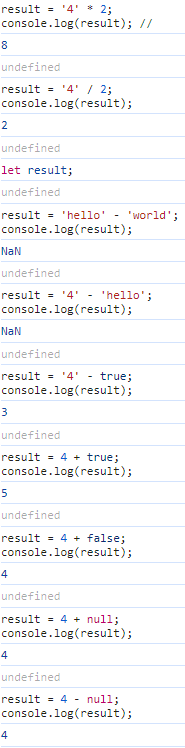 result = '4' * 2;
console.log(result); //
8
undefined
result = '4' / 2;
console.log(result);
2
undefined
let result;
undefined
result = 'hello' - 'world';
console.log(result);
NaN
undefined
result = '4' - 'hello';
console.log(result);
NaN
undefined
result = '4' - true;
console.log(result);
3
undefined
result = 4 + true;
console.log(result);
5
undefined
result = 4 + false;
console.log(result);
4
undefined
result = 4 + null;
console.log(result);
4
undefined
result = 4 - null;
console.log(result);
4